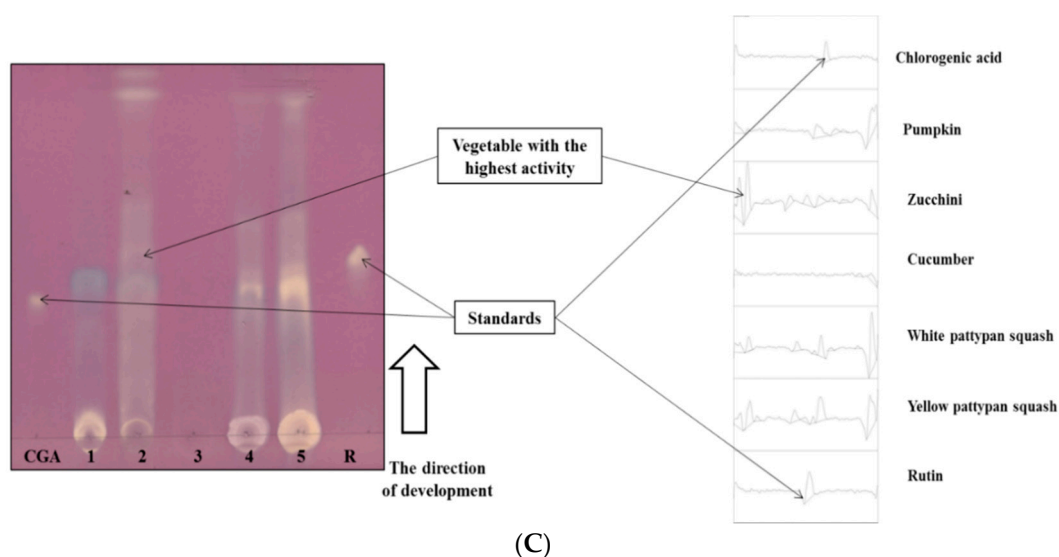 Chlorogenic acid
Pumpkin
Vegetable with the
highest activity
Zucchini
Cucumber
Standards
White pattypan squash
Yellow pattypan squash
CGA 1 2 3 4 5 R
The direction
of development
Rutin
(C)